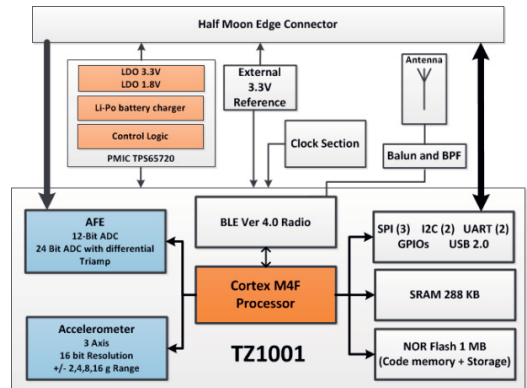 Half Moon Edge Connector
LDO 3.3V
LDO 1.8V
Li-Po battery charger
Control Logic
PMIC TPS65720
External
3.3V
Reference
Antenna
Clock Section
Balun and BPF
AFE
12-Bit ADC
24 Bit ADC with differential
Triamp
BLE Ver 4.0 Radio
SPI (3) I2C (2) UART (2)
GPIOs USB 2.0
Cortex M4F
Processor
SRAM 288 KB
Accelerometer
3 Axis
16 bit Resolution
+/- 2,4,8,16 g Range
TZ1001
NOR Flash 1 MB
(Code memory + Storage)